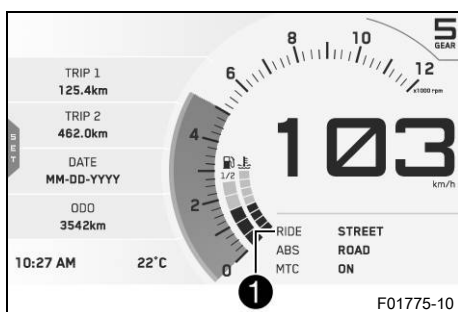 5
GEAR
6 8 10 12
x1000 rpm
TRIP 1
125.4km
TRIP 2
462.0km
SET
DATE
MM-DD-YYYY
ODO
3542km
10:27 AM 22°C
4
2
0
1/2
103
km/h
RIDE STREET
ABS ROAD
MTC ON
1
F01775-10